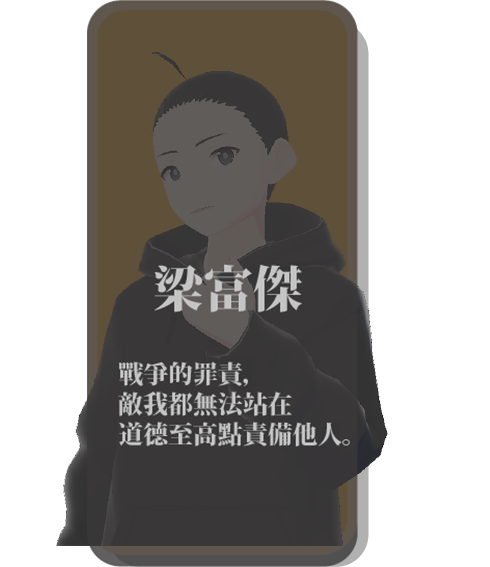 梁富傑
戰爭的罪責,
敵我都無法站在
道德至高點責備他人。